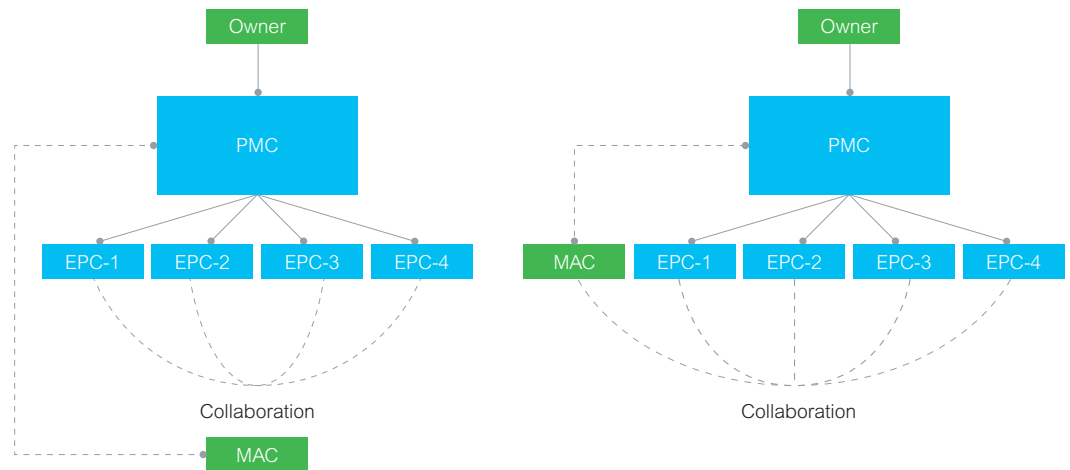 Owner
PMC
EPC-1
EPC-2
EPC-3
EPC-4
Collaboration
MAC
Owner
PMC
MAC
EPC-1
EPC-2
EPC-3
EPC-4
Collaboration